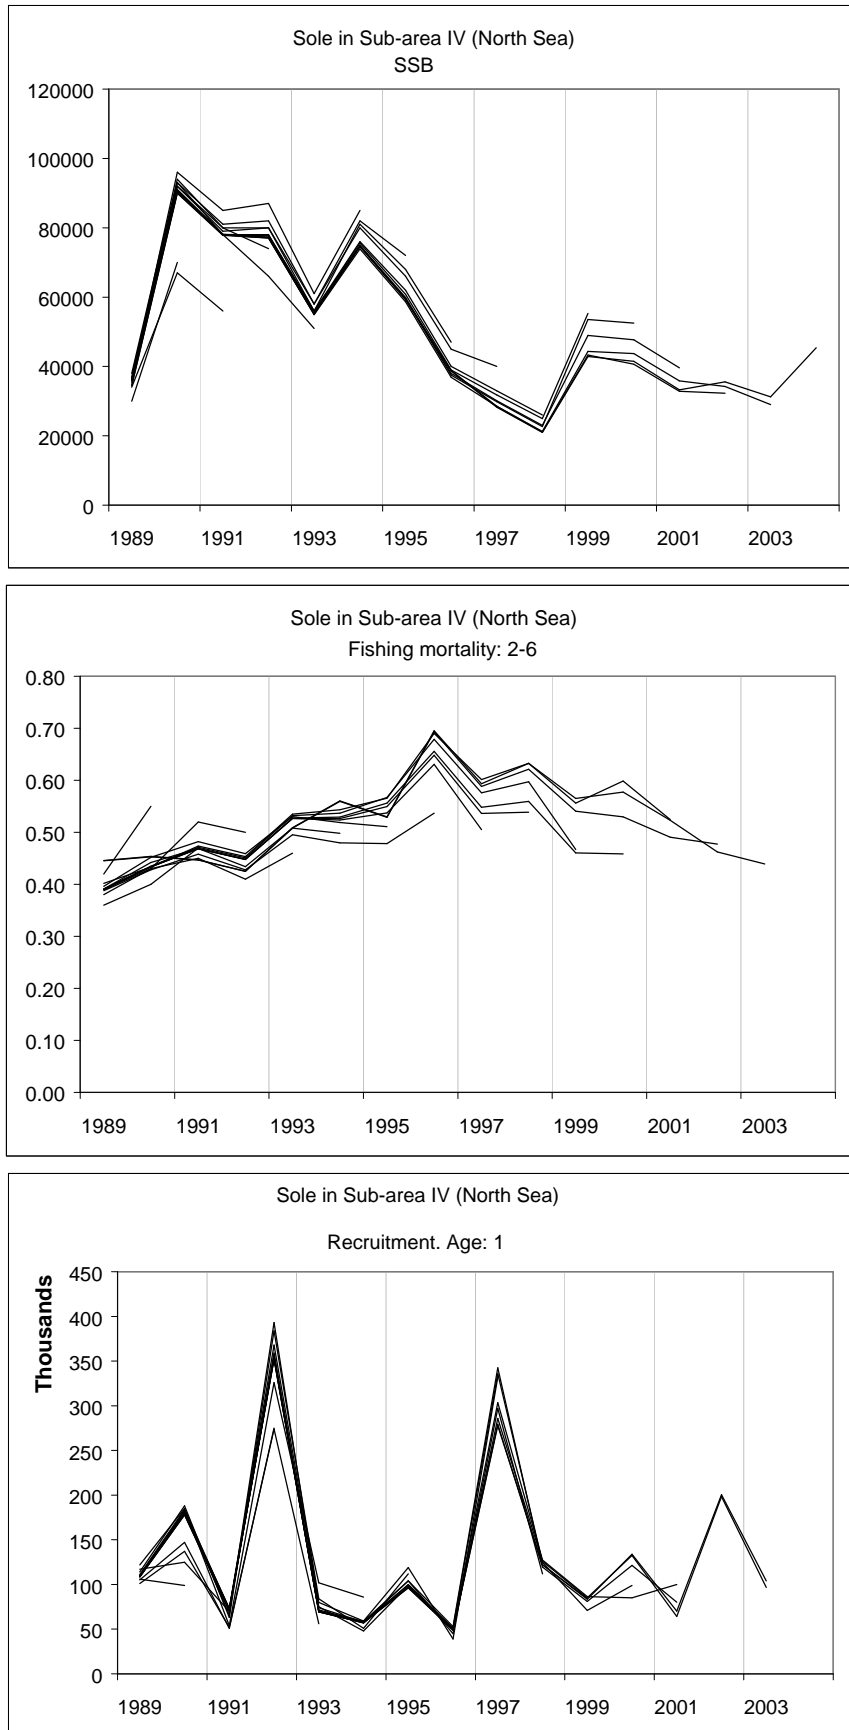 Sole in Sub-area IV (North Sea)
SSB
120000
100000
80000
60000
40000
20000
0
1989 1991 1993 1995 1997 1999 2001 2003
Sole in Sub-area IV (North Sea)
Fishing mortality: 2-6
0.80
0.70
0.60
0.50
0.40
0.30
0.20
0.10
0.00
1989 1991 1993 1995 1997 1999 2001 2003
Sole in Sub-area IV (North Sea)
Recruitment. Age: 1
Thousands
450
400
350
300
250
200
150
100
50
0
1989 1991 1993 1995 1997 1999 2001 2003